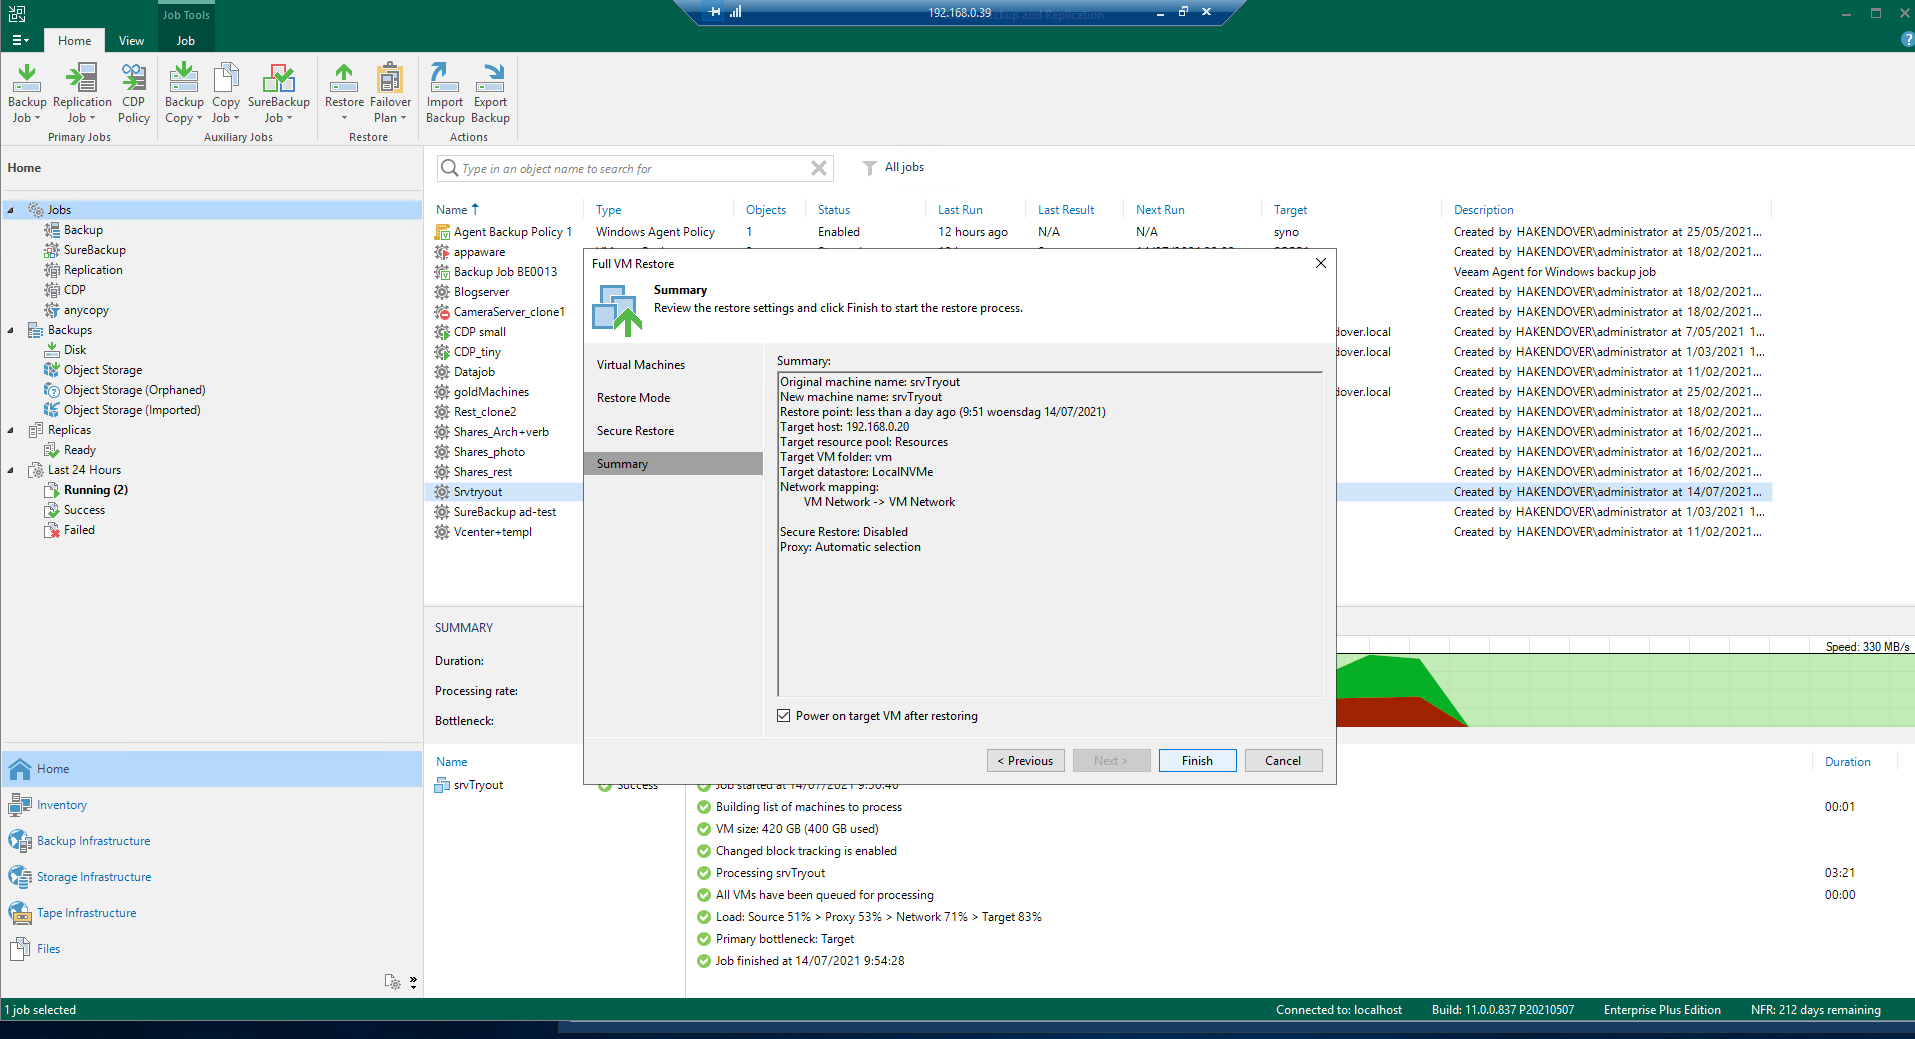 Job Tools
192.168.0.39
ckup and Replication
Home
View
Job
Backup Job
Replication Job
CDP Policy
Primary Jobs
Backup Copy
Copy Job
SureBackup Job
Auxiliary Jobs
Restore
Failover Plan
Restore
Import Backup
Export Backup
Actions
Home
Jobs
Backup
SureBackup
Replication
CDP
anycopy
Backups
Disk
Object Storage
Object Storage (Orphaned)
Object Storage (Imported)
Replicas
Ready
Last 24 Hours
Running (2)
Success
Failed
Home
Inventory
Backup Infrastructure
Storage Infrastructure
Tape Infrastructure
Files
Type in an object name to search for
All jobs
Name Type Objects Status Last Run Last Result Next Run Target Description
Agent Backup Policy 1 Windows Agent Policy 1 Enabled 12 hours ago N/A N/A syno Created by HAKENDOVER\administrator at 25/05/2021...
appaware Created by HAKENDOVER\administrator at 18/02/2021...
Backup Job BE0013 Veeam Agent for Windows backup job
Blogserver Created by HAKENDOVER\administrator at 18/02/2021...
CameraServer_clone1 Created by HAKENDOVER\administrator at 18/02/2021...
CDP small dover.local Created by HAKENDOVER\administrator at 7/05/2021 1...
CDP_tiny dover.local Created by HAKENDOVER\administrator at 1/03/2021 1...
Datajob Created by HAKENDOVER\administrator at 11/02/2021...
goldMachines dover.local Created by HAKENDOVER\administrator at 25/02/2021...
Rest_clone2 Created by HAKENDOVER\administrator at 18/02/2021...
Shares_Arch+verb Created by HAKENDOVER\administrator at 16/02/2021...
Shares_photo Created by HAKENDOVER\administrator at 16/02/2021...
Shares_rest Created by HAKENDOVER\administrator at 16/02/2021...
Srvtryout Created by HAKENDOVER\administrator at 14/07/2021...
SureBackup ad-test Created by HAKENDOVER\administrator at 1/03/2021 1...
Vcenter+templ Created by HAKENDOVER\administrator at 11/02/2021...
Full VM Restore
Summary
Review the restore settings and click Finish to start the restore process.
Virtual Machines
Restore Mode
Secure Restore
Summary
Summary:
Original machine name: srvTryout
New machine name: srvTryout
Restore point: less than a day ago (9:51 woensdag 14/07/2021)
Target host: 192.168.0.20
Target resource pool: Resources
Target VM folder: vm
Target datastore: LocalNVMe
Network mapping:
VM Network -> VM Network
Secure Restore: Disabled
Proxy: Automatic selection
Power on target VM after restoring
< Previous
Next >
Finish
Cancel
SUMMARY
Duration:
Processing rate:
Bottleneck:
Speed: 330 MB/s
Name
Duration
srvTryout
Success
Job started at 14/07/2021 9:50:40
Building list of machines to process 00:01
VM size: 420 GB (400 GB used)
Changed block tracking is enabled
Processing srvTryout 03:21
All VMs have been queued for processing 00:00
Load: Source 51% > Proxy 53% > Network 71% > Target 83%
Primary bottleneck: Target
Job finished at 14/07/2021 9:54:28
1 job selected
Connected to: localhost
Build: 11.0.0.837 P20210507
Enterprise Plus Edition
NFR: 212 days remaining